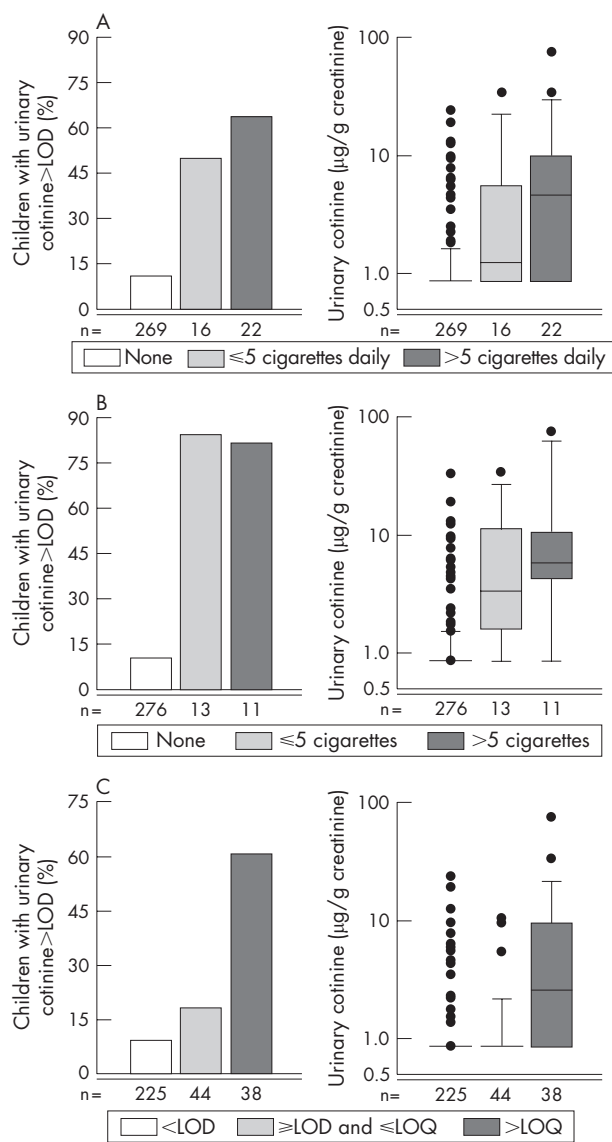 A
Children with urinary
cotinine>LOD (%)
90
75
60
45
30
15
0
n=
269
16
22
Urinary cotinine (μg/g creatinine)
100
10
1.0
0.5
n=
269
16
22
None
≤5 cigarettes daily
>5 cigarettes daily
B
Children with urinary
cotinine>LOD (%)
90
75
60
45
30
15
0
n=
276
13
11
Urinary cotinine (μg/g creatinine)
100
10
1.0
0.5
n=
276
13
11
None
≤5 cigarettes
>5 cigarettes
C
Children with urinary
cotinine>LOD (%)
75
60
45
30
15
0
n=
225
44
38
Urinary cotinine (μg/g creatinine)
100
10
1.0
0.5
n=
225
44
38
<LOD
≥LOD and ≤LOQ
>LOQ